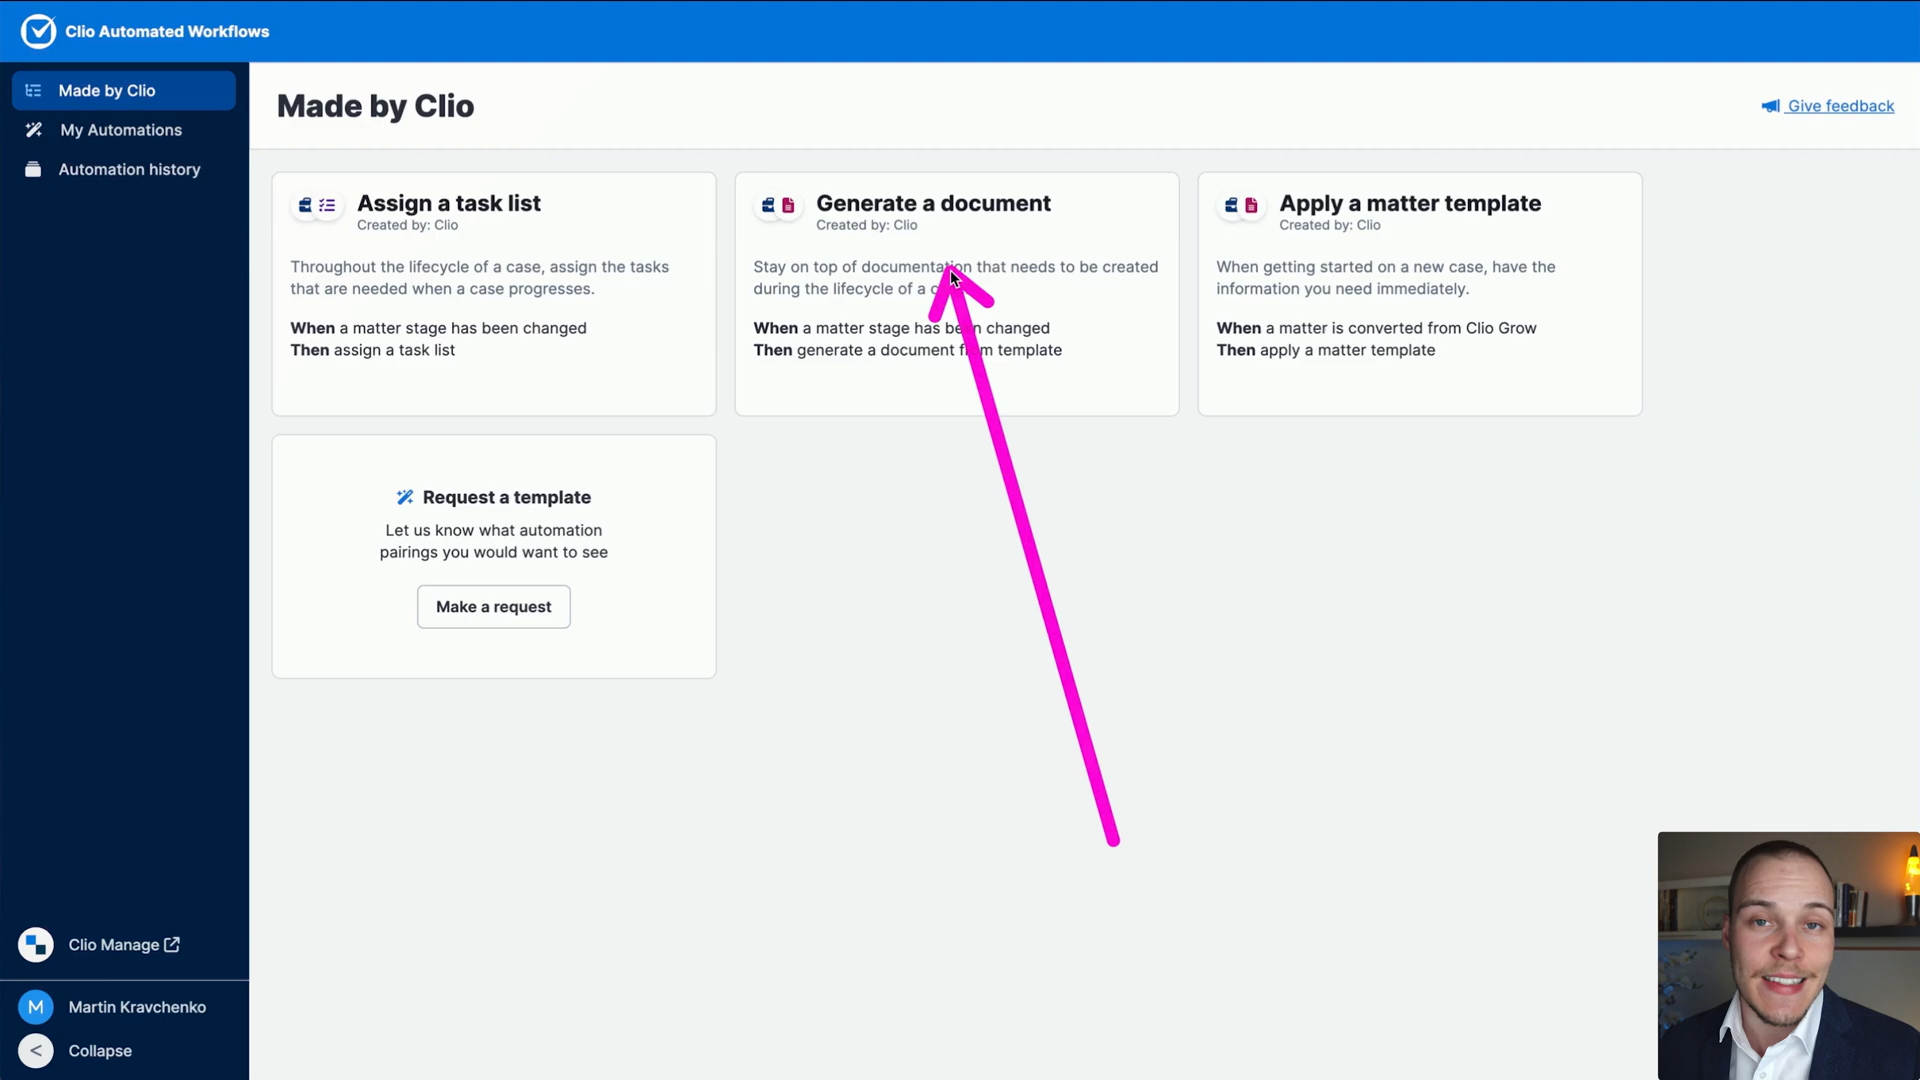 Clio Automated Workflows
Made by Clio
My Automations
Automation history
Made by Clio
Give feedback
Assign a task list
Created by: Clio
Throughout the lifecycle of a case, assign the tasks
that are needed when a case progresses.
When a matter stage has been changed
Then assign a task list
Generate a document
Created by: Clio
Stay on top of documentation that needs to be created
during the lifecycle of a
When a matter stage has been changed
Then generate a document from template
Apply a matter template
Created by: Clio
When getting started on a new case, have the
information you need immediately.
When a matter is converted from Clio Grow
Then apply a matter template
Request a template
Let us know what automation
pairings you would want to see
Make a request
Clio Manage
M
Martin Kravchenko
<
Collapse